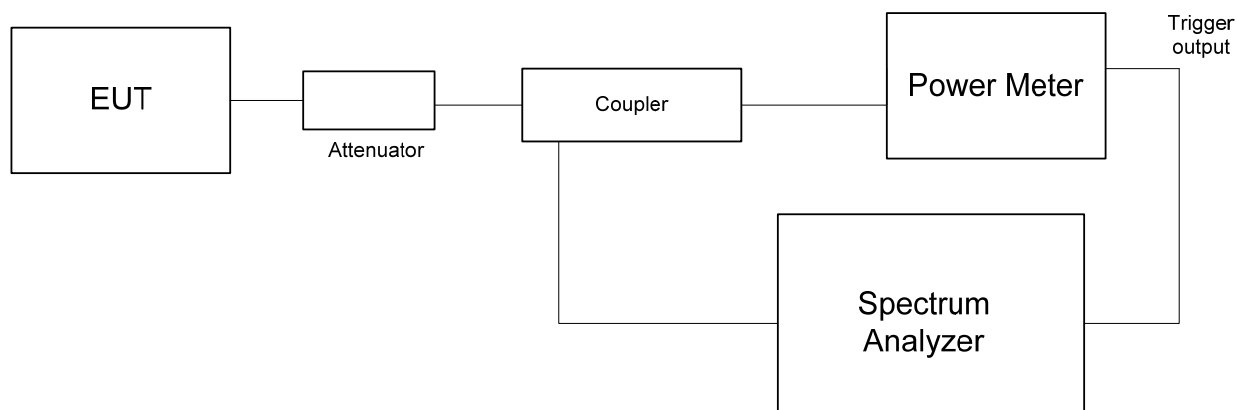 EUT
Attenuator
Coupler
Power Meter
Trigger
output
Spectrum
Analyzer